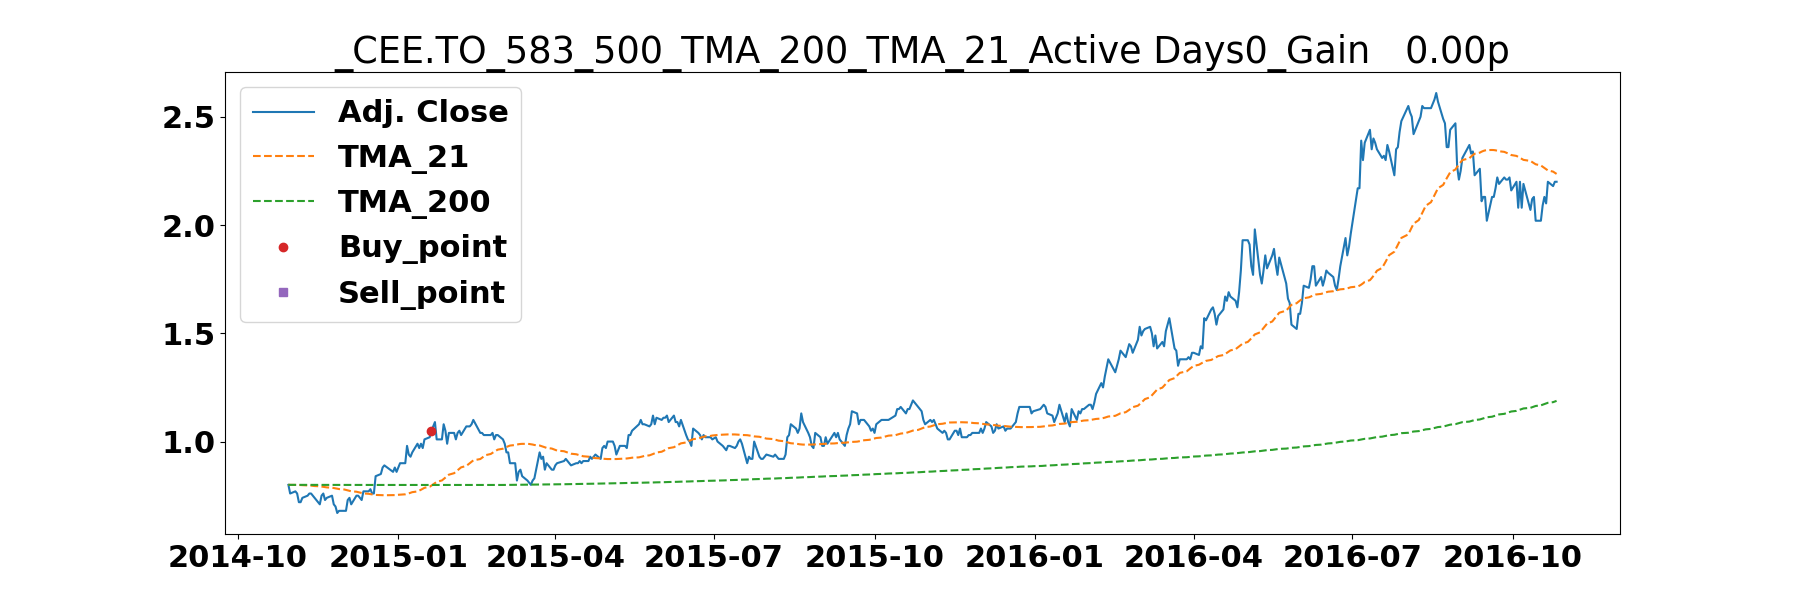 _CEE.TO_583_500_TMA_200_TMA_21_Active Days0_Gain   0.00p
Adj. Close
TMA_21
TMA_200
Buy_point
Sell_point
2.5
2.0
1.5
1.0
2014-10 2015-01 2015-04 2015-07 2015-10 2016-01 2016-04 2016-07 2016-10